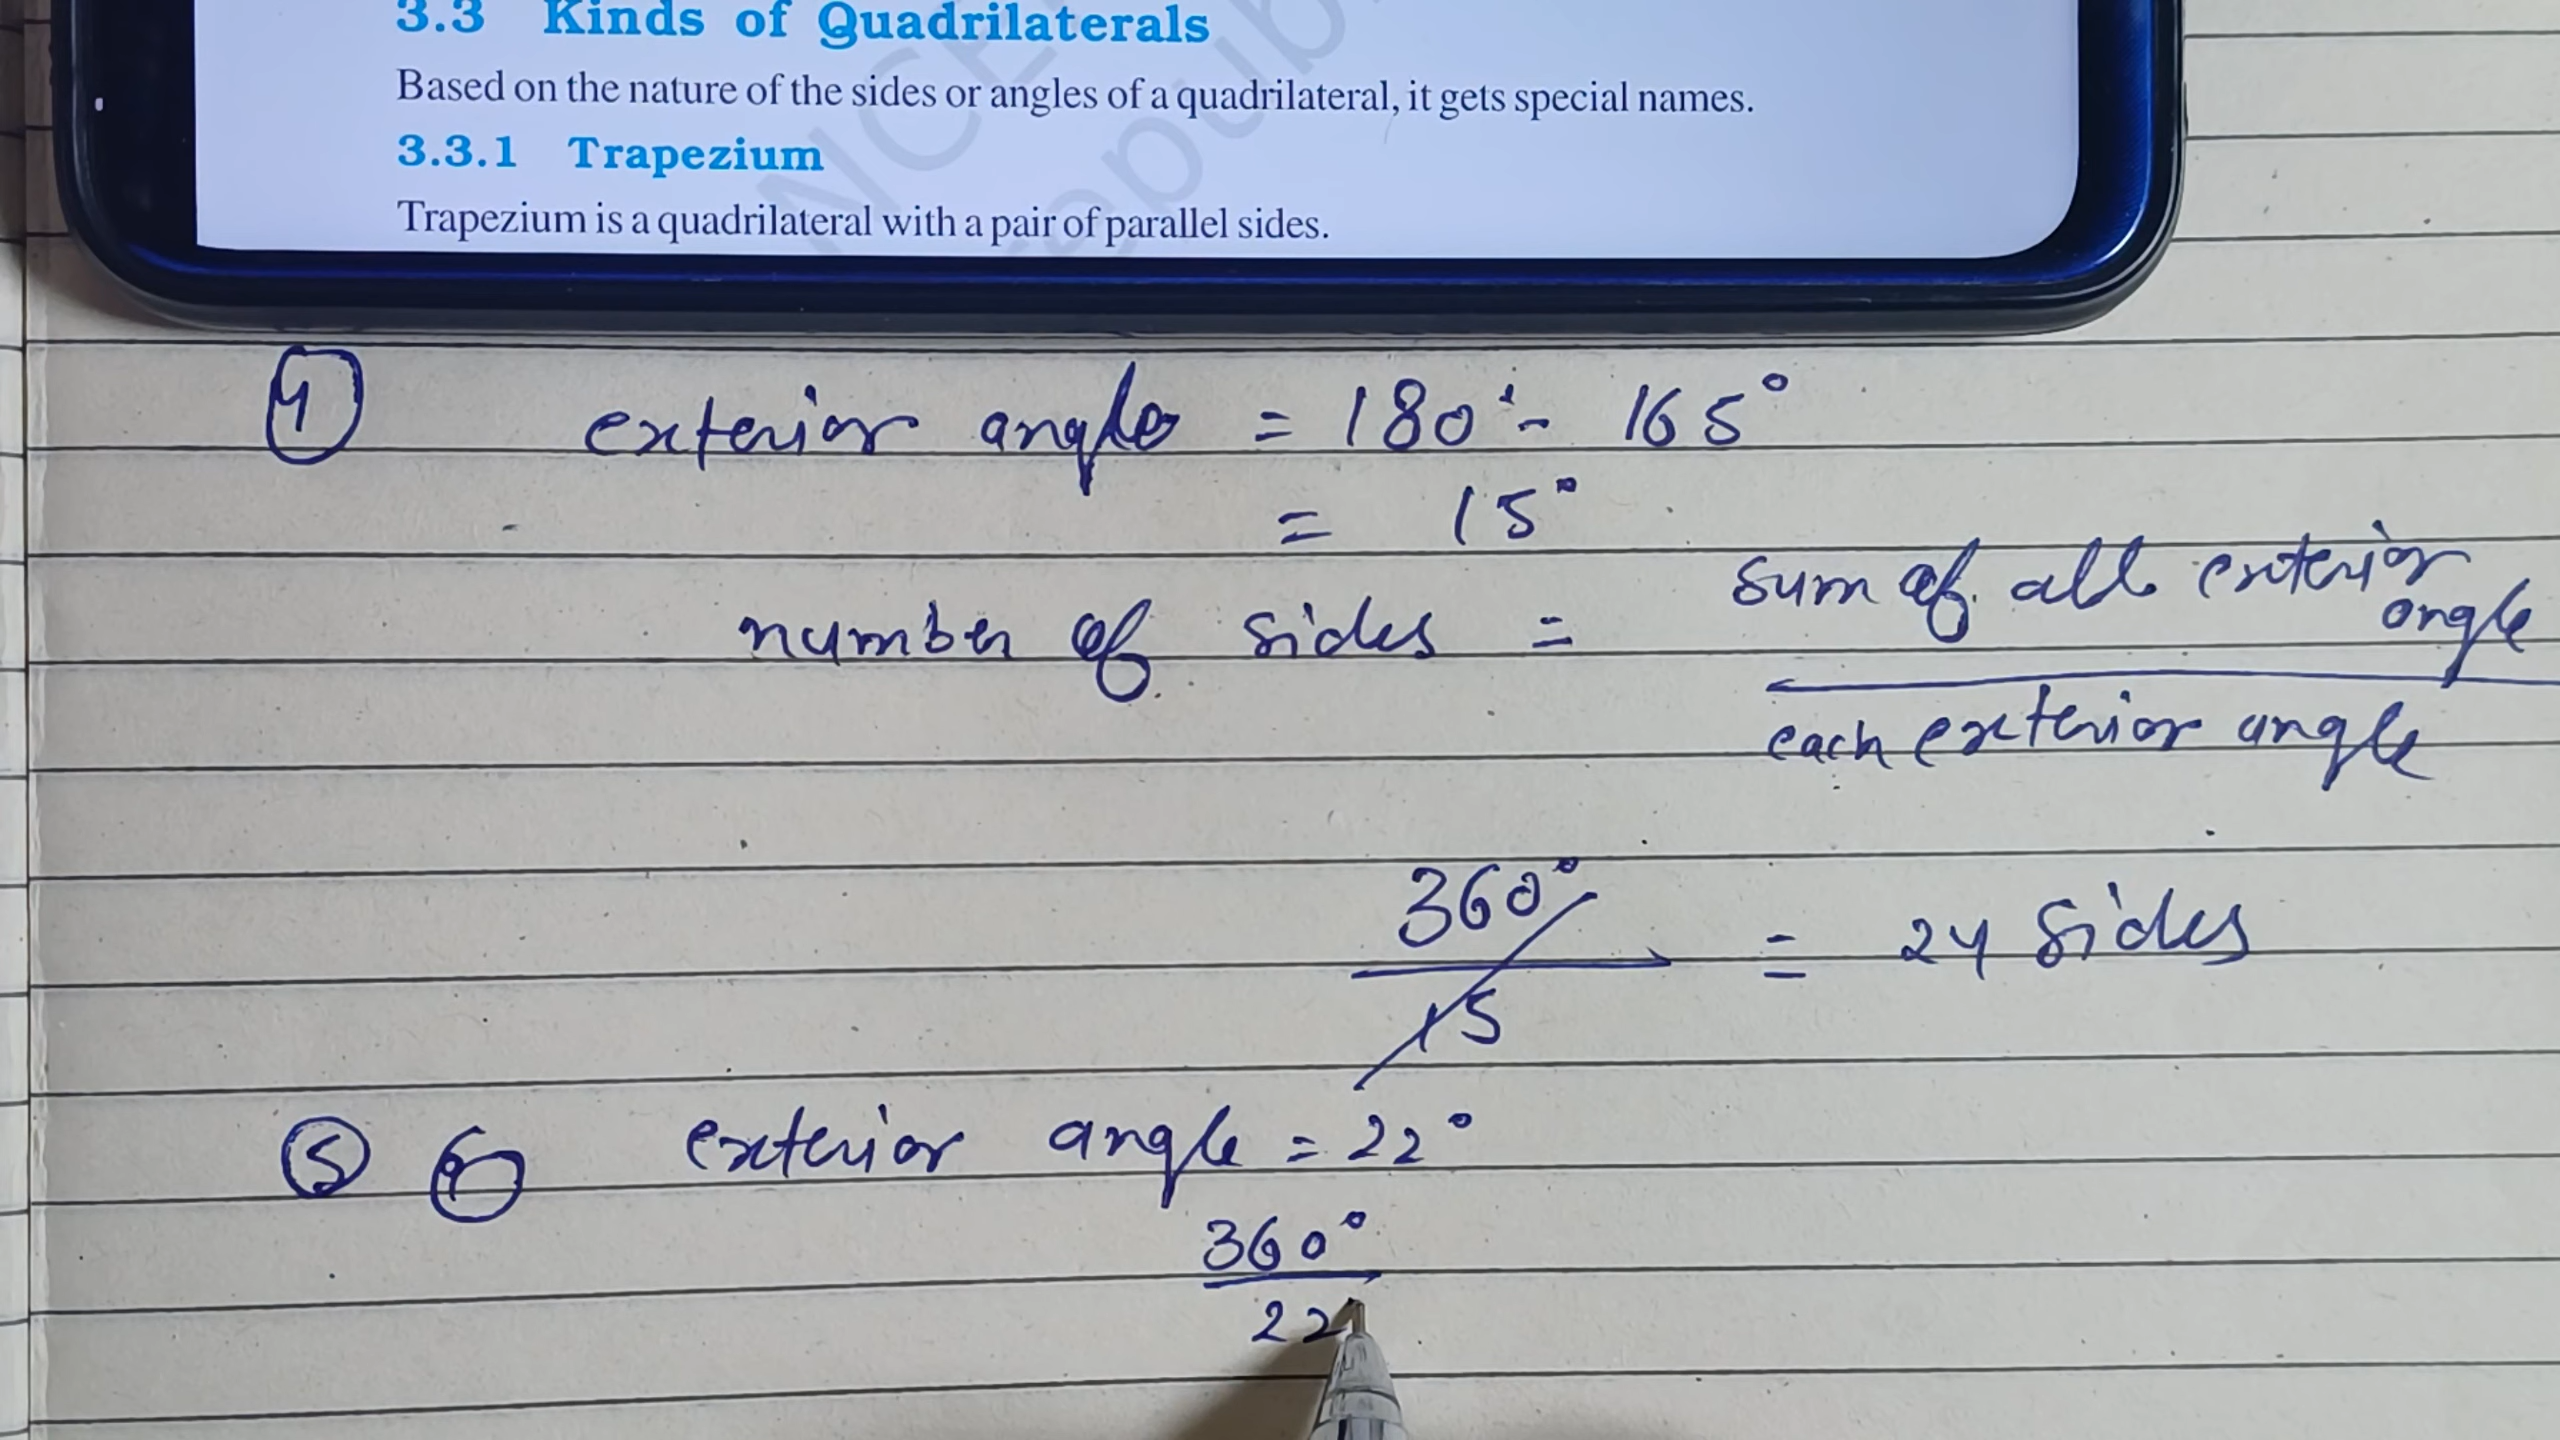 3.3 Kinds of Quadrilaterals
Based on the nature of the sides or angles of a quadrilateral, it gets special names.
3.3.1 Trapezium
Trapezium is a quadrilateral with a pair of parallel sides.
4 exterior angle = 180° - 165°
= 15°
number of sides = sum of all exterior angle
each exterior angle
360°
15
= 24 sides
5 exterior angle = 22°
360°
22